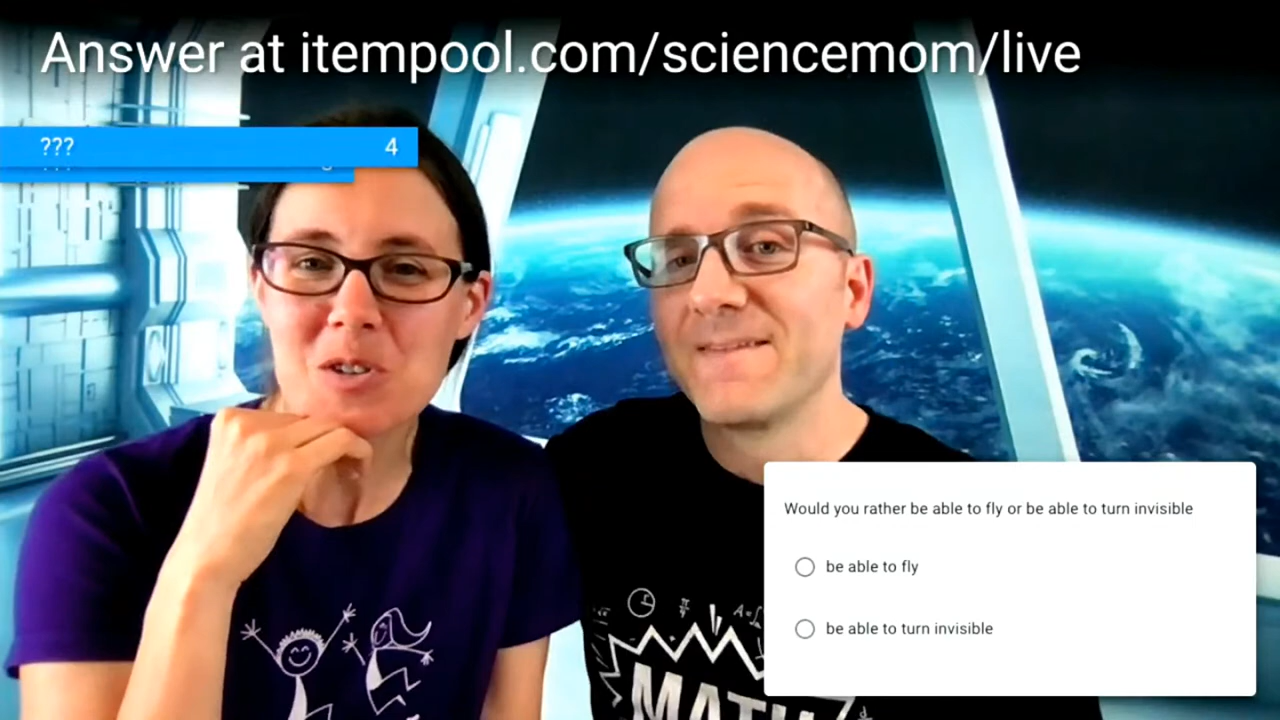 Answer at itempool.com/sciencemom/live
??? 4
Would you rather be able to fly or be able to turn invisible
be able to fly
be able to turn invisible
MATH